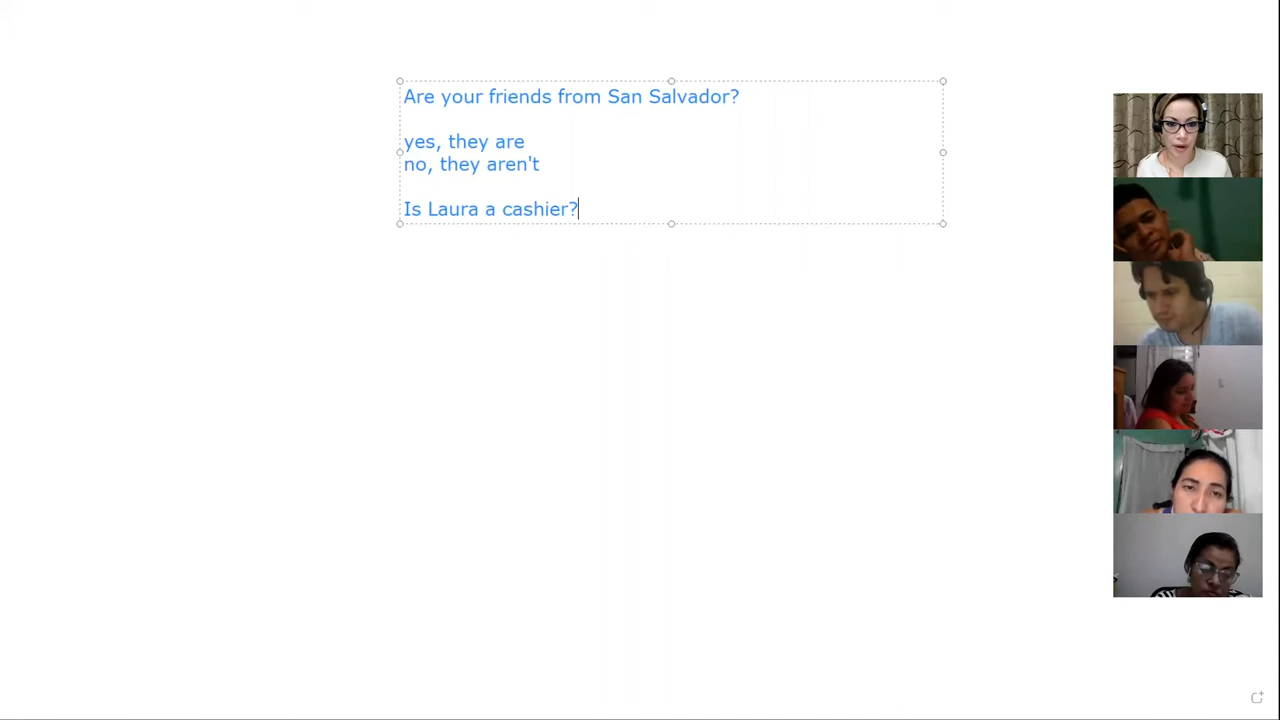 Are your friends from San Salvador?
yes, they are
no, they aren't
Is Laura a cashier?